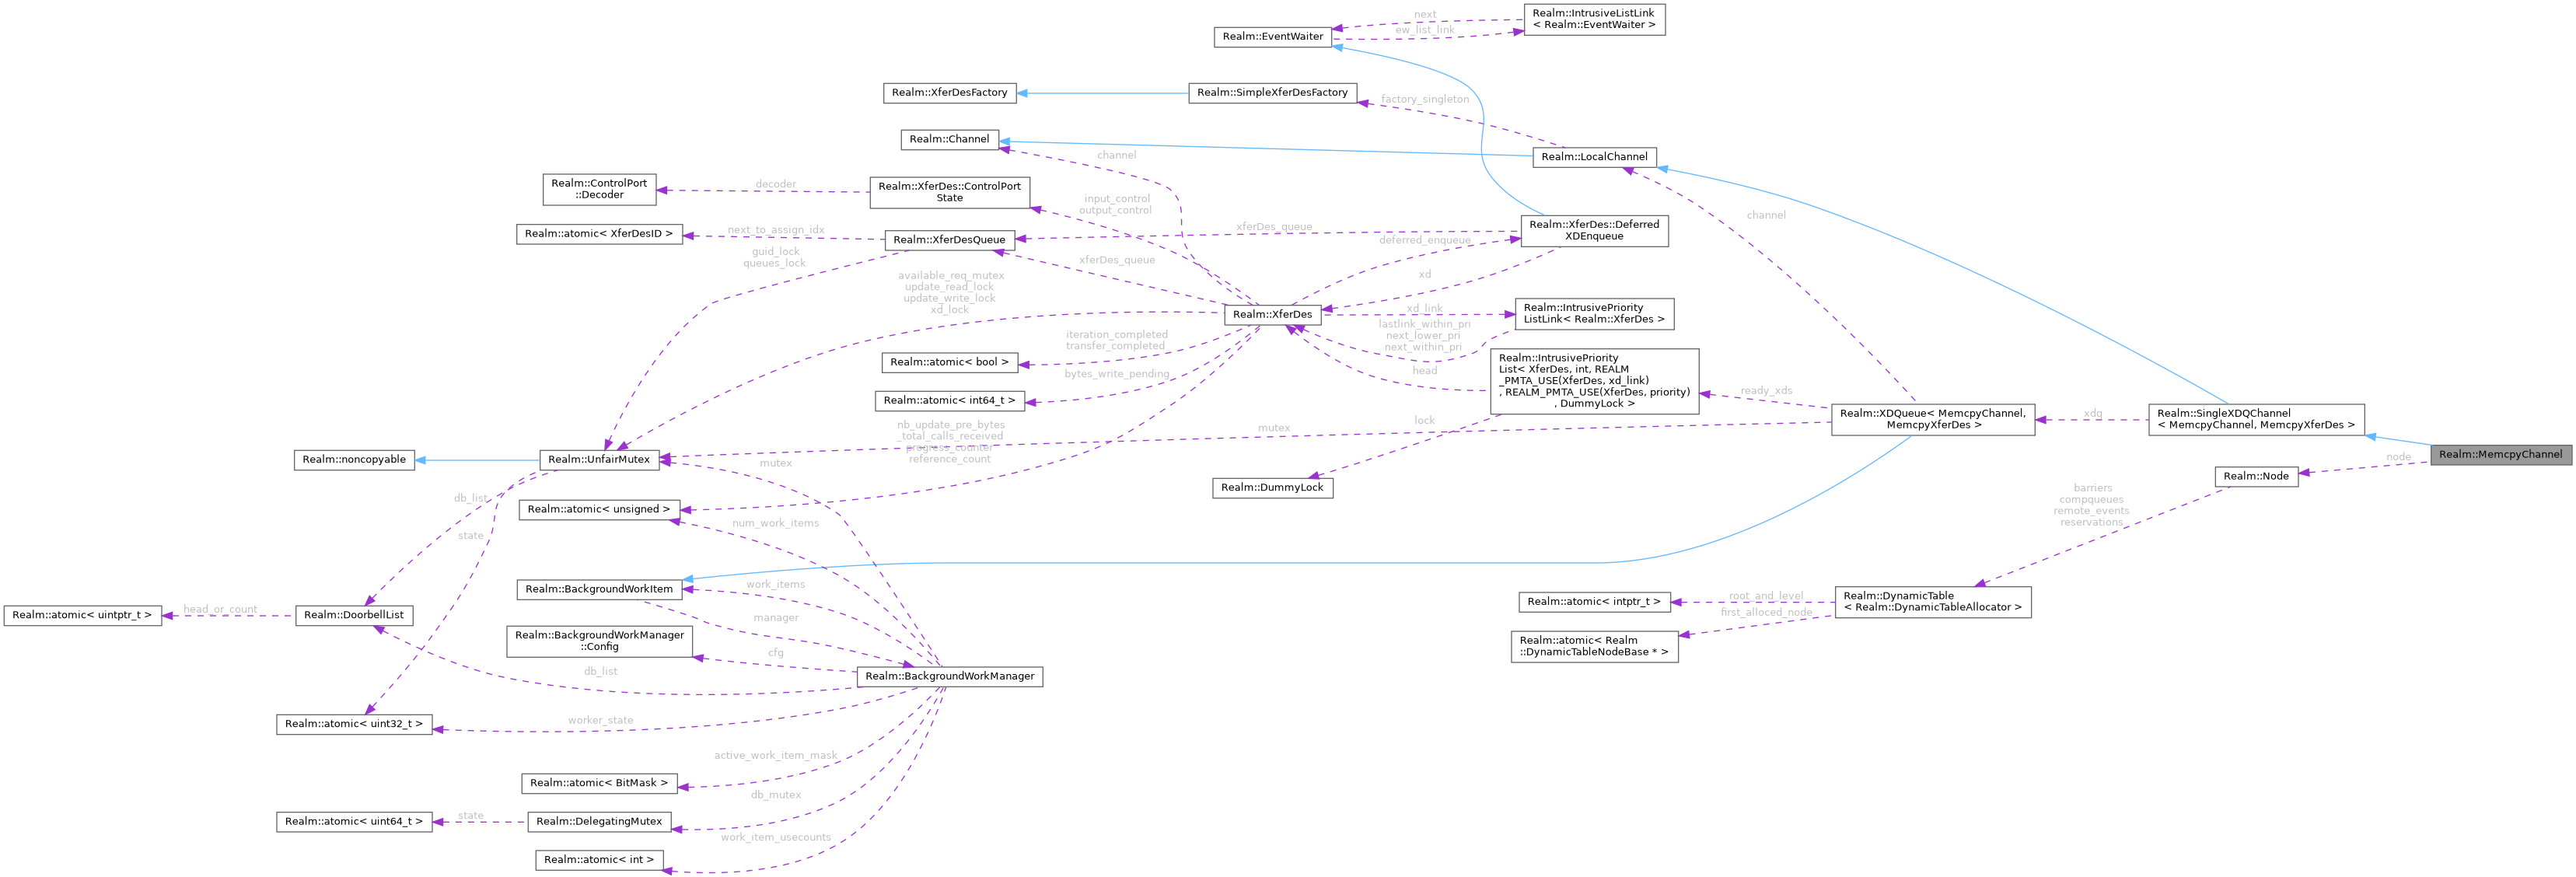 Realm::IntrusiveListLink
< Realm::EventWaiter >
next
ew_list_link
Realm::EventWaiter
Realm::XferDesFactory
Realm::SimpleXferDesFactory
factory_singleton
Realm::Channel
channel
Realm::LocalChannel
Realm::ControlPort
::Decoder
decoder
Realm::XferDes::ControlPort
State
input_control
output_control
channel
Realm::atomic< XferDesID >
next_to_assign_idx
Realm::XferDesQueue
xferDes_queue
Realm::XferDes::Deferred
XDEnqueue
deferred_enqueue
guid_lock
queues_lock
xferDes_queue
xd
available_req_mutex
update_read_lock
update_write_lock
xd_lock
Realm::XferDes
xd_link
Realm::IntrusivePriority
ListLink< Realm::XferDes >
lastlink_within_pri
next_lower_pri
next_within_pri
iteration_completed
transfer_completed
Realm::atomic< bool >
bytes_write_pending
head
Realm::IntrusivePriority
List< XferDes, int, REALM
_PMTA_USE(XferDes, xd_link)
, REALM_PMTA_USE(XferDes, priority)
, DummyLock >
ready_xds
Realm::atomic< int64_t >
lock
mutex
Realm::XDQueue< MemcpyChannel,
MemcpyXferDes >
xdq
Realm::SingleXDQChannel
< MemcpyChannel, MemcpyXferDes >
nb_update_pre_bytes
_total_calls_received
progress_counter
reference_count
Realm::noncopyable
Realm::UnfairMutex
mutex
Realm::MemcpyChannel
node
Realm::Node
Realm::DummyLock
db_list
state
Realm::atomic< unsigned >
num_work_items
barriers
compqueues
remote_events
reservations
Realm::BackgroundWorkItem
work_items
manager
Realm::atomic< uintptr_t >
head_or_count
Realm::DoorbellList
Realm::atomic< intptr_t >
root_and_level
first_alloced_node
Realm::DynamicTable
< Realm::DynamicTableAllocator >
Realm::BackgroundWorkManager
::Config
cfg
Realm::atomic< Realm
::DynamicTableNodeBase * >
db_list
Realm::BackgroundWorkManager
Realm::atomic< uint32_t >
worker_state
active_work_item_mask
Realm::atomic< BitMask >
db_mutex
Realm::atomic< uint64_t >
state
Realm::DelegatingMutex
work_item_usecounts
Realm::atomic< int >